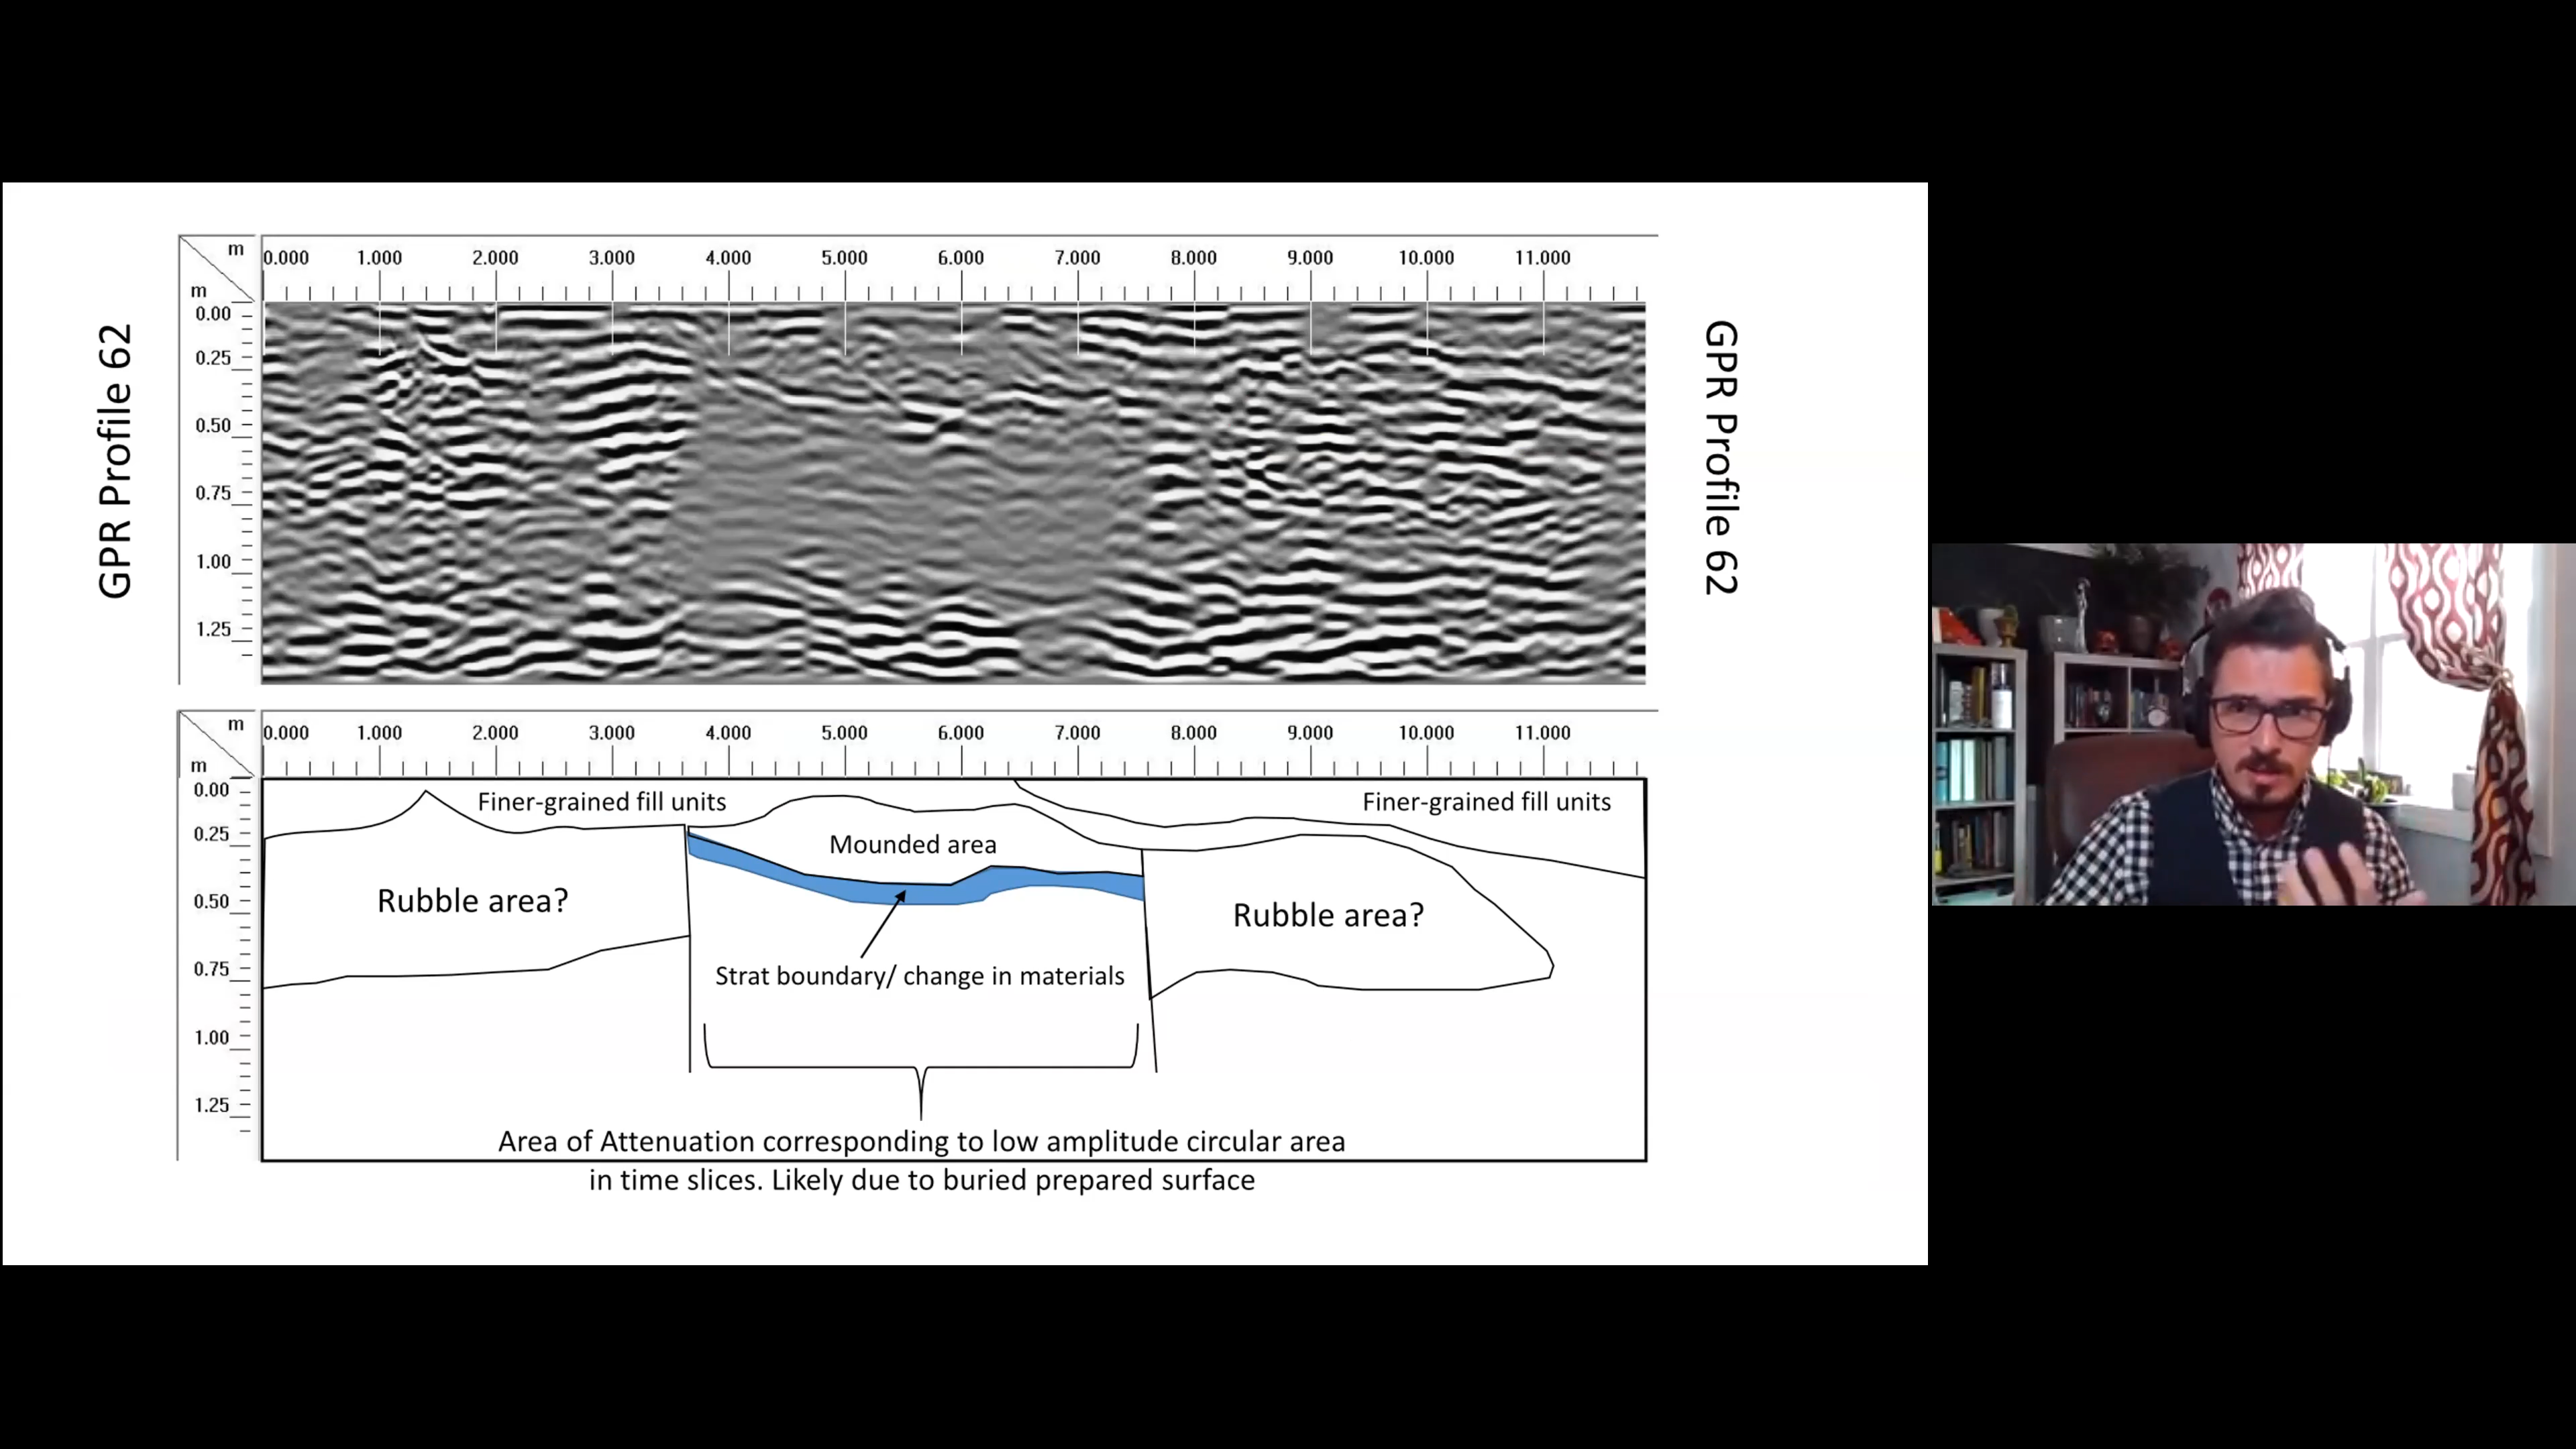 GPR Profile 62
m
0.000 1.000 2.000 3.000 4.000 5.000 6.000 7.000 8.000 9.000 10.000 11.000
m
0.00
0.25
0.50
0.75
1.00
1.25
GPR Profile 62
m
0.000 1.000 2.000 3.000 4.000 5.000 6.000 7.000 8.000 9.000 10.000 11.000
m
0.00
0.25
0.50
0.75
1.00
1.25
Finer-grained fill units
Finer-grained fill units
Mounded area
Rubble area?
Rubble area?
Strat boundary/ change in materials
Area of Attenuation corresponding to low amplitude circular area
in time slices. Likely due to buried prepared surface